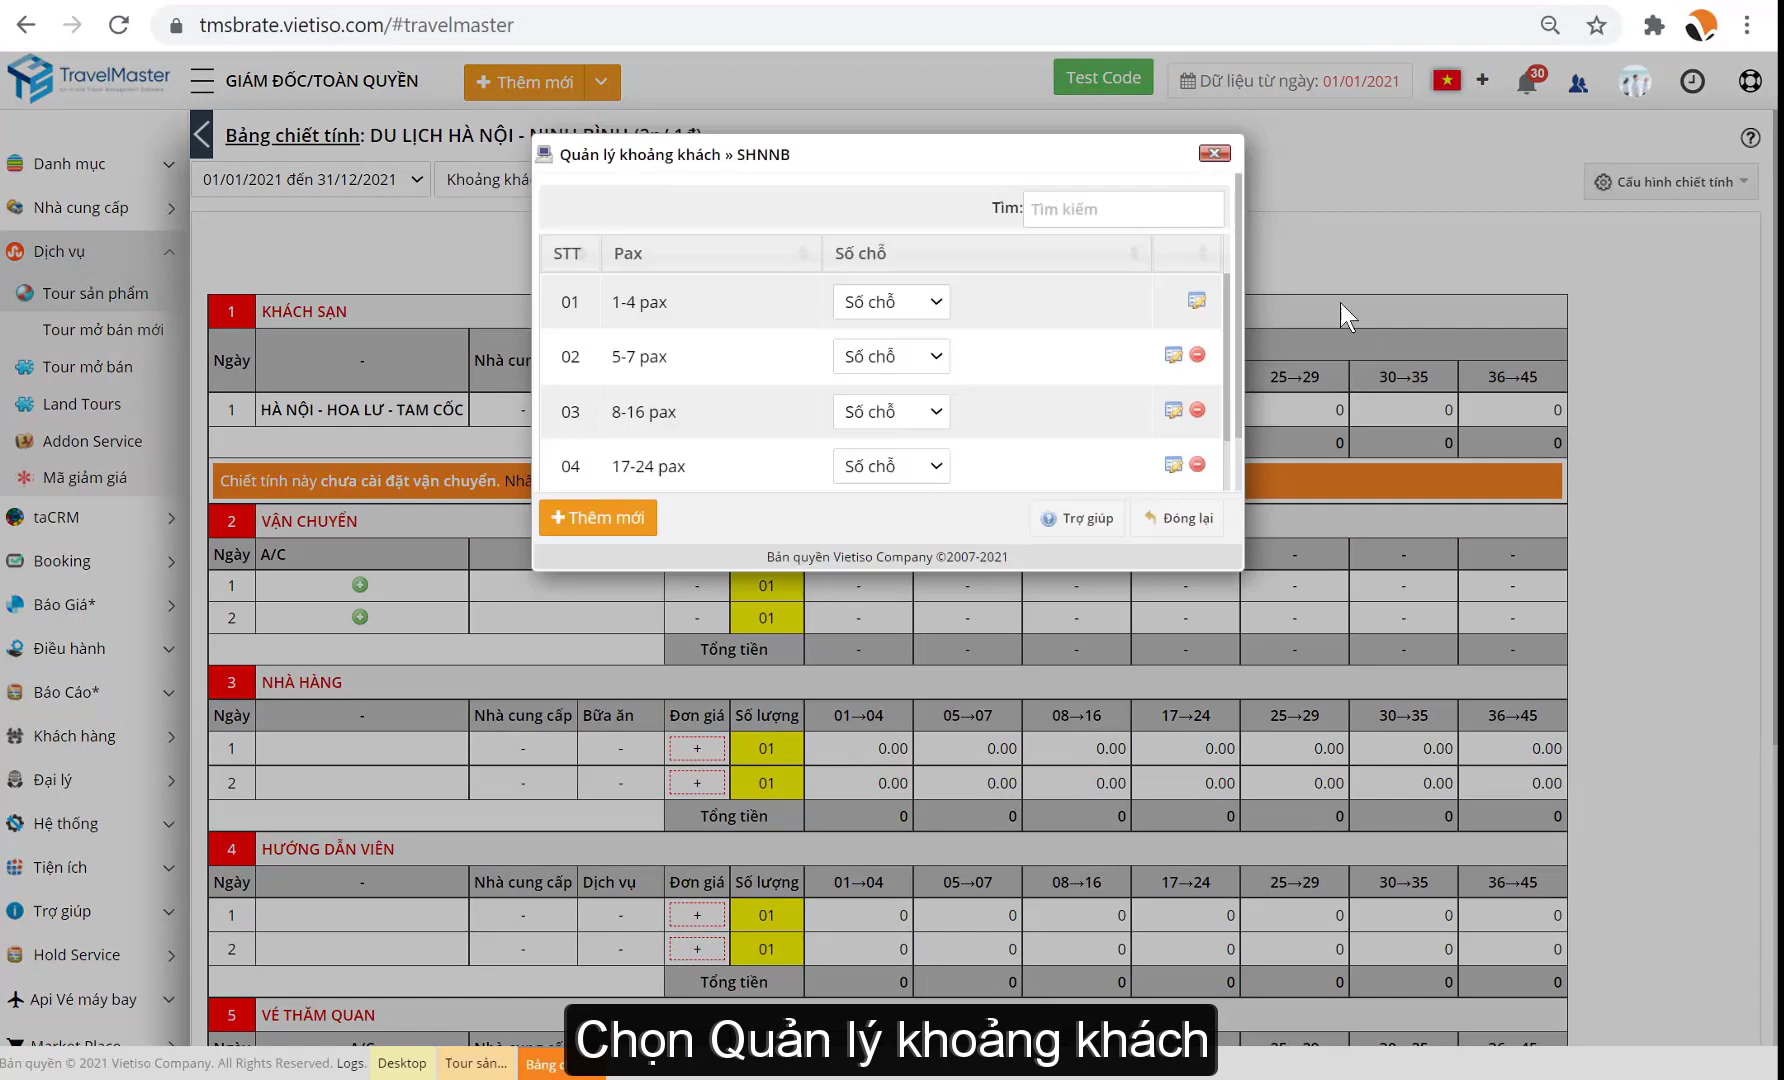 tmsbrate.vietiso.com/#travelmaster
TravelMaster
GIÁM ĐỐC/TOÀN QUYỀN
Thêm mới
Test Code
Dữ liệu từ ngày: 01/01/2021
30
Bảng chiết tính: DU LỊCH HÀ NỘI - NINH BÌNH
01/01/2021 đến 31/12/2021
Khoảng
Cấu hình chiết tính
Danh mục
Nhà cung cấp
Dịch vụ
Tour sản phẩm
Tour mở bán mới
Tour mở bán
Land Tours
Addon Service
Mã giảm giá
taCRM
Booking
Báo Giá*
Điều hành
Báo Cáo*
Khách hàng
Đại lý
Hệ thống
Tiện ích
Trợ giúp
Hold Service
Api Vé máy bay
Quản lý khoảng khách » SHNNB
Tìm: Tìm kiếm
STT Pax Số chỗ
01 1-4 pax Số chỗ
02 5-7 pax Số chỗ
03 8-16 pax Số chỗ
04 17-24 pax Số chỗ
+ Thêm mới Trợ giúp Đóng lại
Bản quyền Vietiso Company ©2007-2021
1 KHÁCH SẠN
Ngày - Nhà 25→29 30→35 36→45
1 HÀ NỘI - HOA LƯ - TAM CỐC - 0 0 0
0 0 0
Chiết tính này chưa cài đặt vận chuyển.
2 VẬN CHUYỂN
Ngày A/C - - -
1 - 01 - - - - - - -
2 - 01 - - - - - - -
Tổng tiền - - - - - - -
3 NHÀ HÀNG
Ngày - Nhà cung cấp Bữa ăn Đơn giá Số lượng 01→04 05→07 08→16 17→24 25→29 30→35 36→45
1 - - + 01 0.00 0.00 0.00 0.00 0.00 0.00 0.00
2 - - + 01 0.00 0.00 0.00 0.00 0.00 0.00 0.00
Tổng tiền 0 0 0 0 0 0 0
4 HƯỚNG DẪN VIÊN
Ngày - Nhà cung cấp Dịch vụ Đơn giá Số lượng 01→04 05→07 08→16 17→24 25→29 30→35 36→45
1 - - + 01 0 0 0 0 0 0 0
2 - - + 01 0 0 0 0 0 0 0
Tổng tiền 0 0 0 0 0 0 0
5 VÉ THĂM QUAN
Bản quyền © 2021 Vietiso Company. All Rights Reserved. Logs. Desktop Tour sản... Bảng
Chọn Quản lý khoảng khách